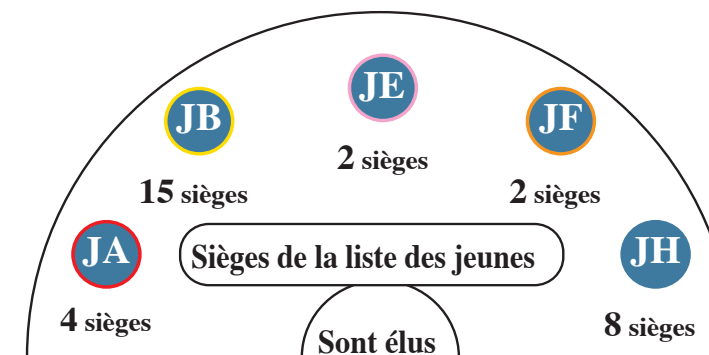 JE
2 sièges
JB
15 sièges
JF
2 sièges
JA
4 sièges
Sièges de la liste des jeunes
JH
8 sièges
Sont élus